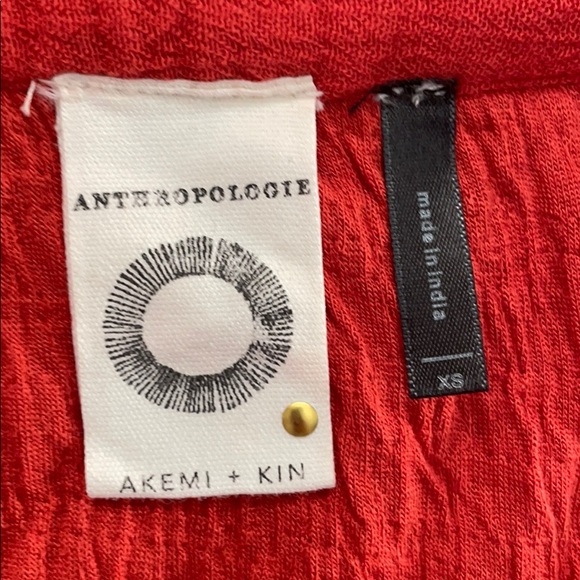 ANTHROPOLOGIE
AKEMI + KIN
made in india
XS